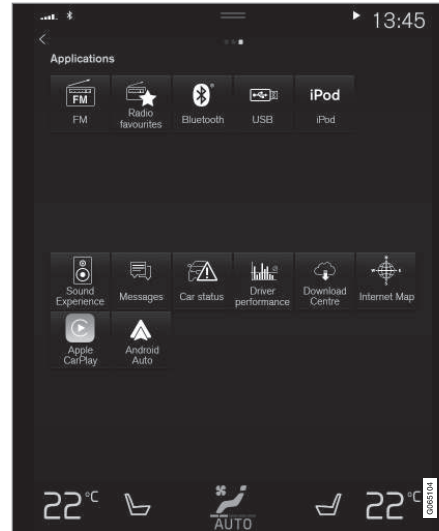 13:45
Applications
FM
iPod
FM
Radio
favourites
Bluetooth
USB
iPod
Sound
Experience
Messages
Car status
Driver
performance
Download
Centre
Internet Map
Apple
CarPlay
Android
Auto
22°C
AUTO
22°C
G065104